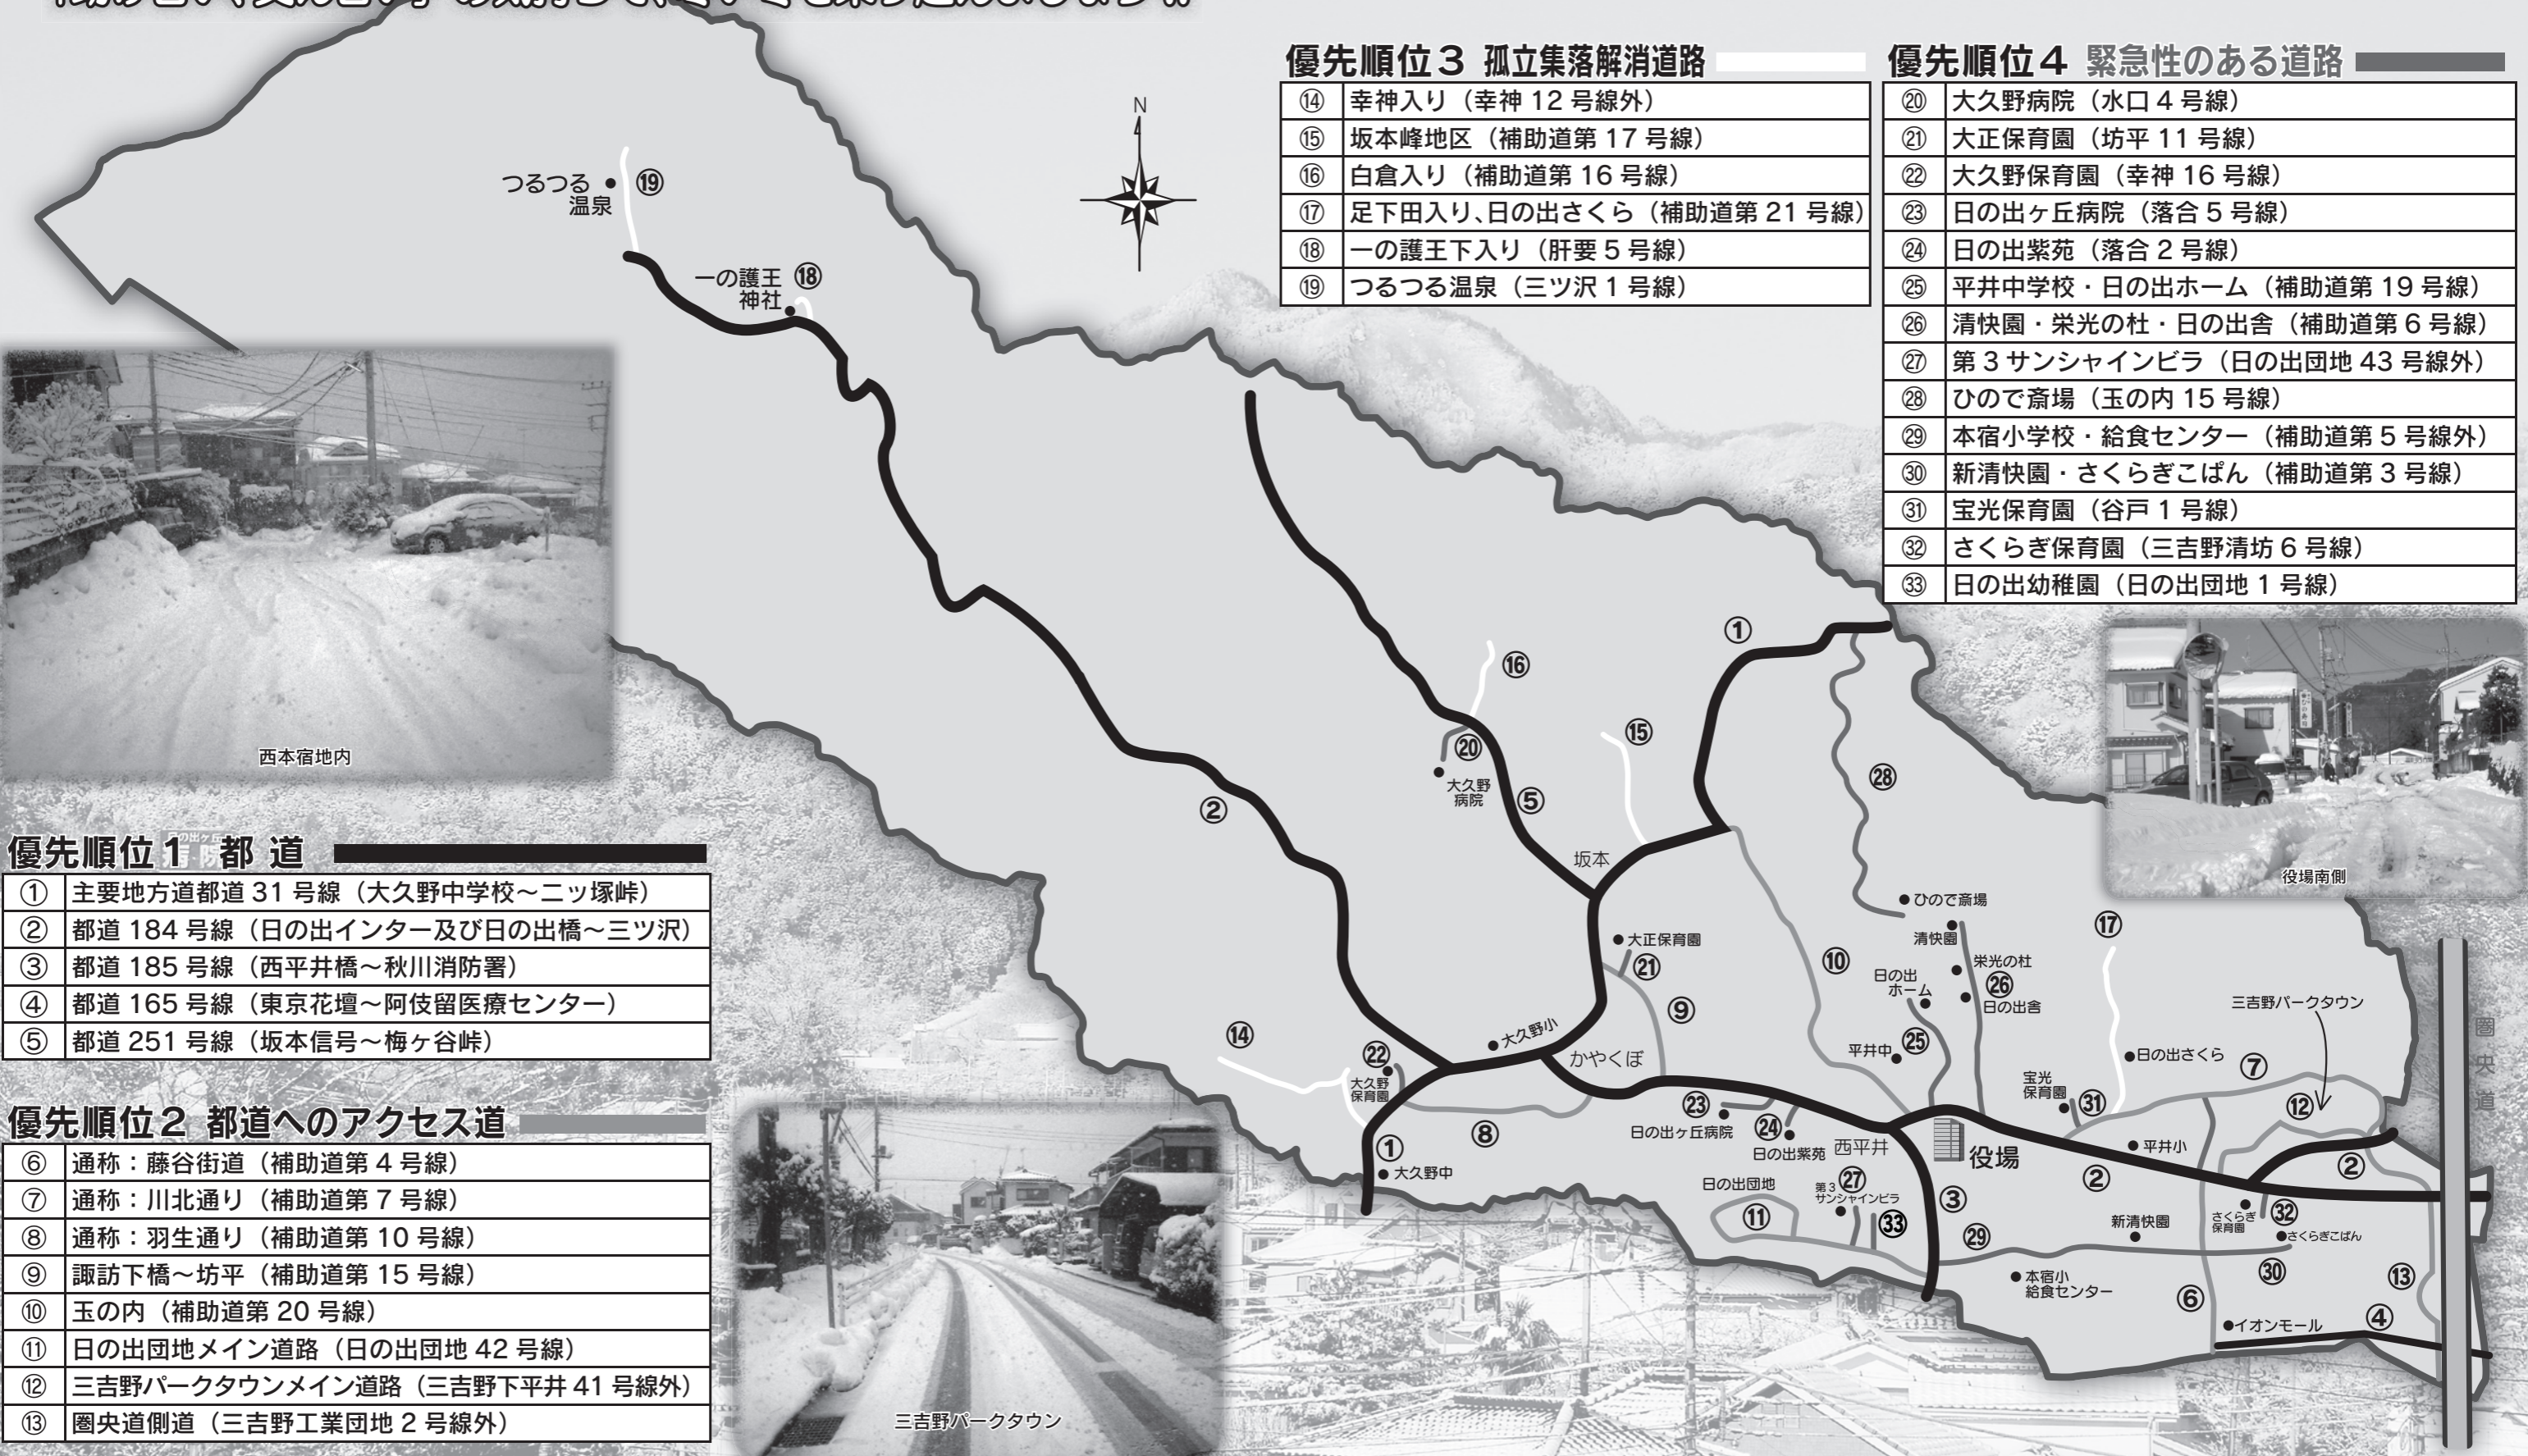 優先順位3 孤立集落解消道路
⑭ 幸神入り（幸神 12 号線外）
⑮ 坂本峰地区（補助道第 17 号線）
⑯ 白倉入り（補助道第 16 号線）
⑰ 足下田入り、日の出さくら（補助道第 21 号線）
⑱ 一の護王下入り（肝要 5 号線）
⑲ つるつる温泉（三ツ沢 1 号線）
優先順位4 緊急性のある道路
⑳ 大久野病院（水口 4 号線）
㉑ 大正保育園（坊平 11 号線）
㉒ 大久野保育園（幸神 16 号線）
㉓ 日の出ヶ丘病院（落合 5 号線）
㉔ 日の出紫苑（落合 2 号線）
㉕ 平井中学校・日の出ホーム（補助道第 19 号線）
㉖ 清快園・栄光の杜・日の出舎（補助道第 6 号線）
㉗ 第 3 サンシャインビラ（日の出団地 43 号線外）
㉘ ひので斎場（玉の内 15 号線）
㉙ 本宿小学校・給食センター（補助道第 5 号線外）
㉚ 新清快園・さくらぎこぱん（補助道第 3 号線）
㉛ 宝光保育園（谷戸 1 号線）
㉜ さくらぎ保育園（三吉野清坊 6 号線）
㉝ 日の出幼稚園（日の出団地 1 号線）
N
つるつる
温泉
⑲
一の護王
神社
⑱
西本宿地内
①
⑯
⑮
⑳
大久野
病院
⑤
②
㉘
坂本
役場南側
優先順位1 都 道
① 主要地方道都道 31 号線（大久野中学校～二ッ塚峠）
② 都道 184 号線（日の出インター及び日の出橋～三ツ沢）
③ 都道 185 号線（西平井橋～秋川消防署）
④ 都道 165 号線（東京花壇～阿伎留医療センター）
⑤ 都道 251 号線（坂本信号～梅ヶ谷峠）
優先順位2 都道へのアクセス道
⑥ 通称：藤谷街道（補助道第 4 号線）
⑦ 通称：川北通り（補助道第 7 号線）
⑧ 通称：羽生通り（補助道第 10 号線）
⑨ 諏訪下橋～坊平（補助道第 15 号線）
⑩ 玉の内（補助道第 20 号線）
⑪ 日の出団地メイン道路（日の出団地 42 号線）
⑫ 三吉野パークタウンメイン道路（三吉野下平井 41 号線外）
⑬ 圏央道側道（三吉野工業団地 2 号線外）
三吉野パークタウン
ひので斎場
清快園
⑰
大正保育園
㉑
⑩
栄光の杜
㉖
日の出
ホーム
日の出舎
三吉野パークタウン
⑨
圏央道
⑭
大久野小
かやくぼ
㉒
大久野
保育園
平井中
㉕
日の出さくら
⑦
宝光
保育園
㉛
⑫
㉓
日の出ヶ丘病院
㉔
日の出紫苑
西平井
役場
平井小
⑧
①
大久野中
②
②
日の出団地
⑪
第3
サンシャインビラ
㉗
㉝
③
㉙
新清快園
さくらぎ
保育園
㉜
さくらぎこぱん
㉚
本宿小
給食センター
⑥
⑬
イオンモール
④